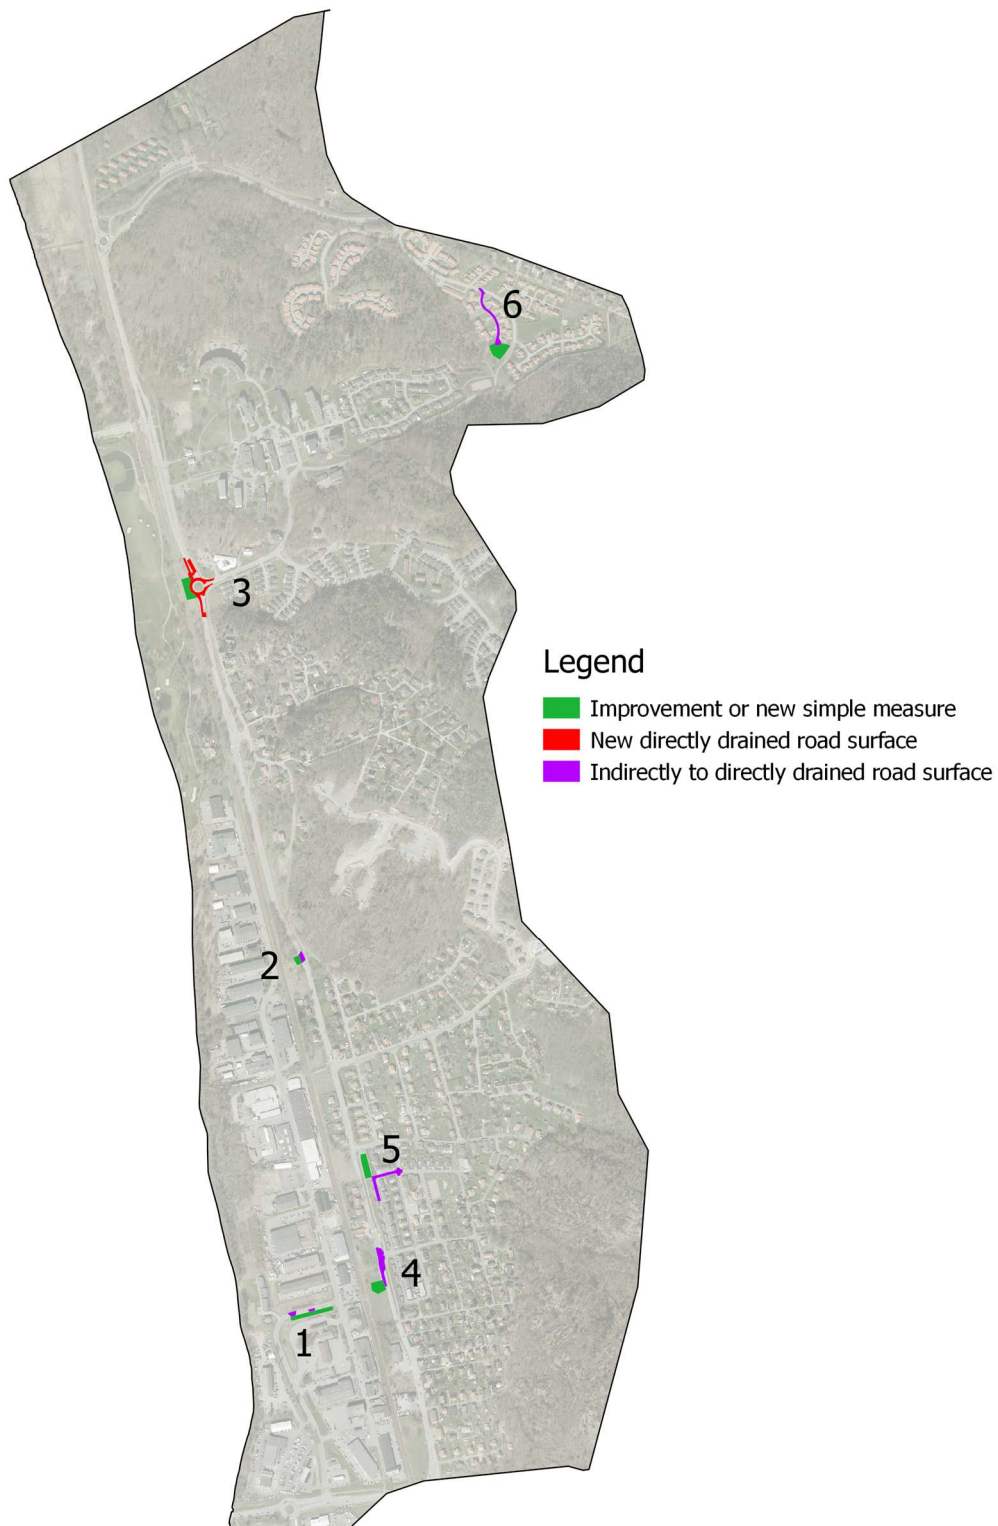 6
3
Legend
Improvement or new simple measure
New directly drained road surface
Indirectly to directly drained road surface
2
5
4
1